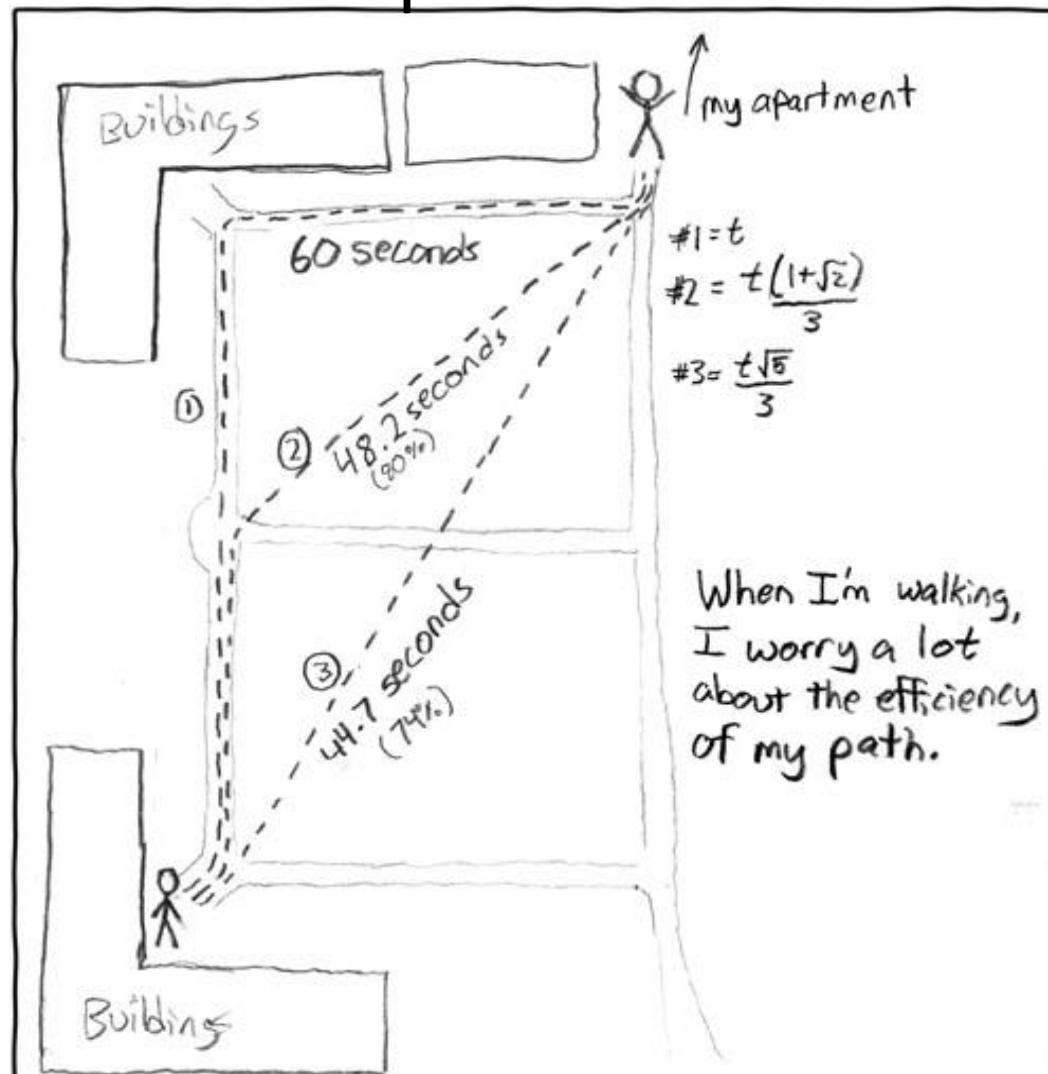 Buildings
my apartment
60 seconds
#1 = t
#2 = t(1+√2)/3
#3 = t√5/3
①
② 48.2 seconds
(80%)
③ 44.7 seconds
(74%)
When I'm walking,
I worry a lot
about the efficiency
of my path.
Buildings